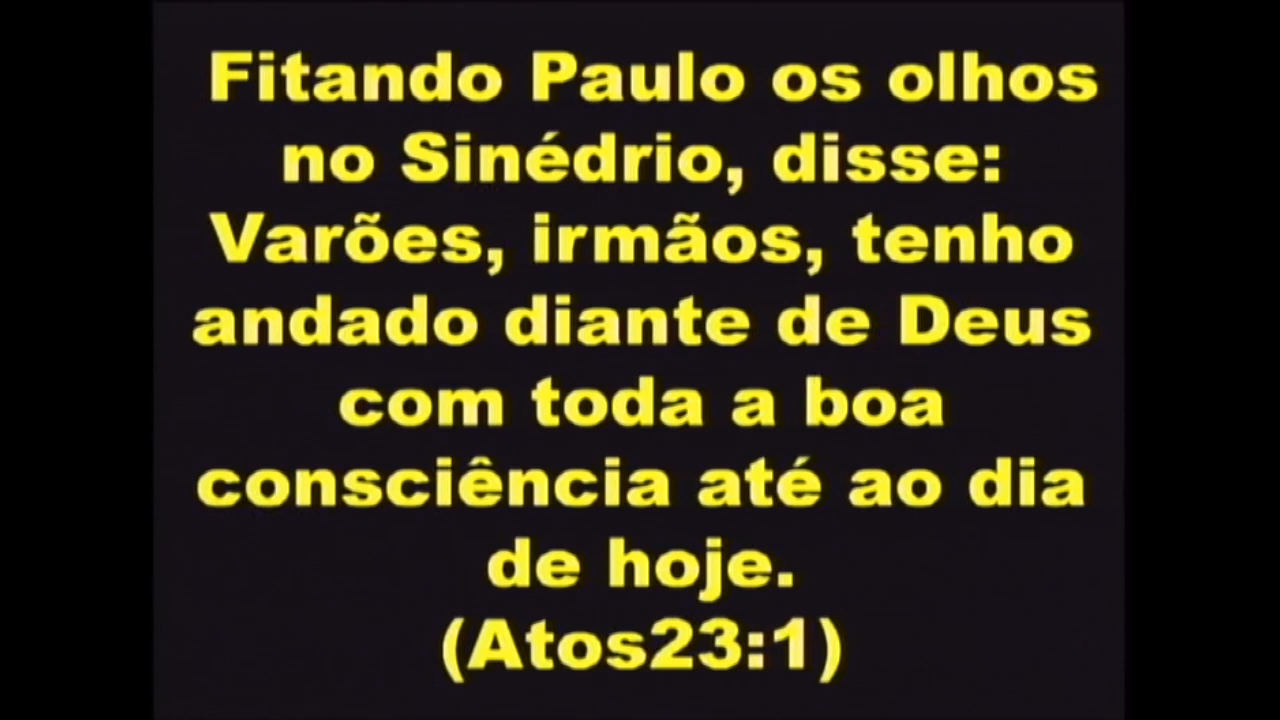 Fitando Paulo os olhos
no Sinédrio, disse:
Varões, irmãos, tenho
andado diante de Deus
com toda a boa
consciência até ao dia
de hoje.
(Atos23:1)